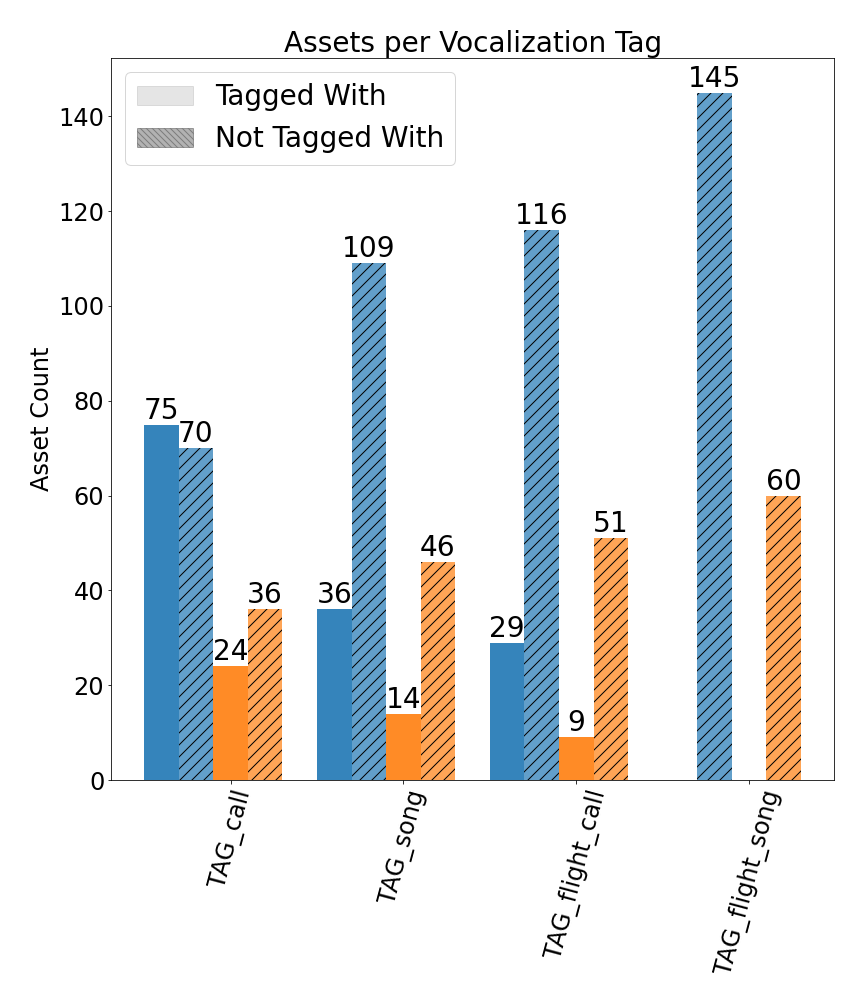 Assets per Vocalization Tag
Tagged With
Not Tagged With
Asset Count
140
120
100
80
60
40
20
0
75
70
24
36
36
109
14
46
29
116
9
51
145
60
TAG_call
TAG_song
TAG_flight_call
TAG_flight_song